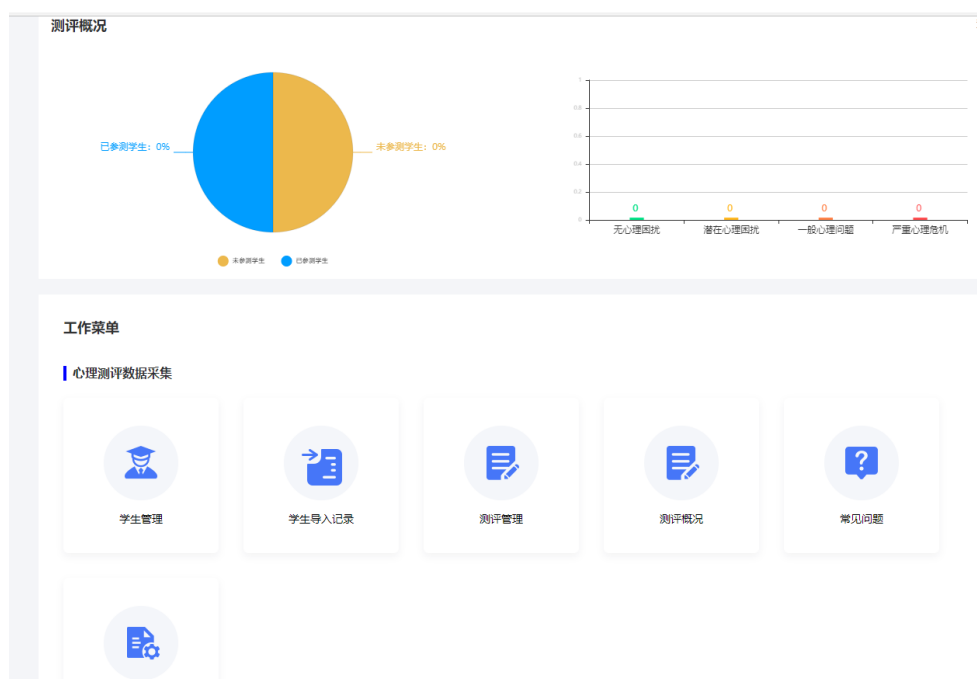 测评概况
已参测学生：0%
未参测学生：0%
未参测学生 已参测学生
1
0.8
0.6
0.4
0.2
0
0 0 0 0
无心理困扰 潜在心理困扰 一般心理问题 严重心理危机
工作菜单
心理测评数据采集
学生管理 学生导入记录 测评管理 测评概况 常见问题